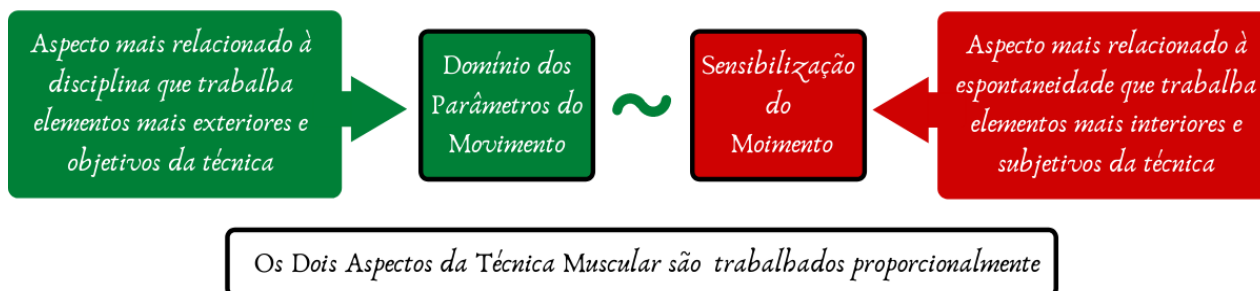 Aspecto mais relacionado à
disciplina que trabalha
elementos mais exteriores e
objetivos da técnica
Domínio dos
Parâmetros do
Movimento
~
Sensibilização
do
Moimento
Aspecto mais relacionado à
espontaneidade que trabalha
elementos mais interiores e
subjetivos da técnica
Os Dois Aspectos da Técnica Muscular são trabalhados proporcionalmente